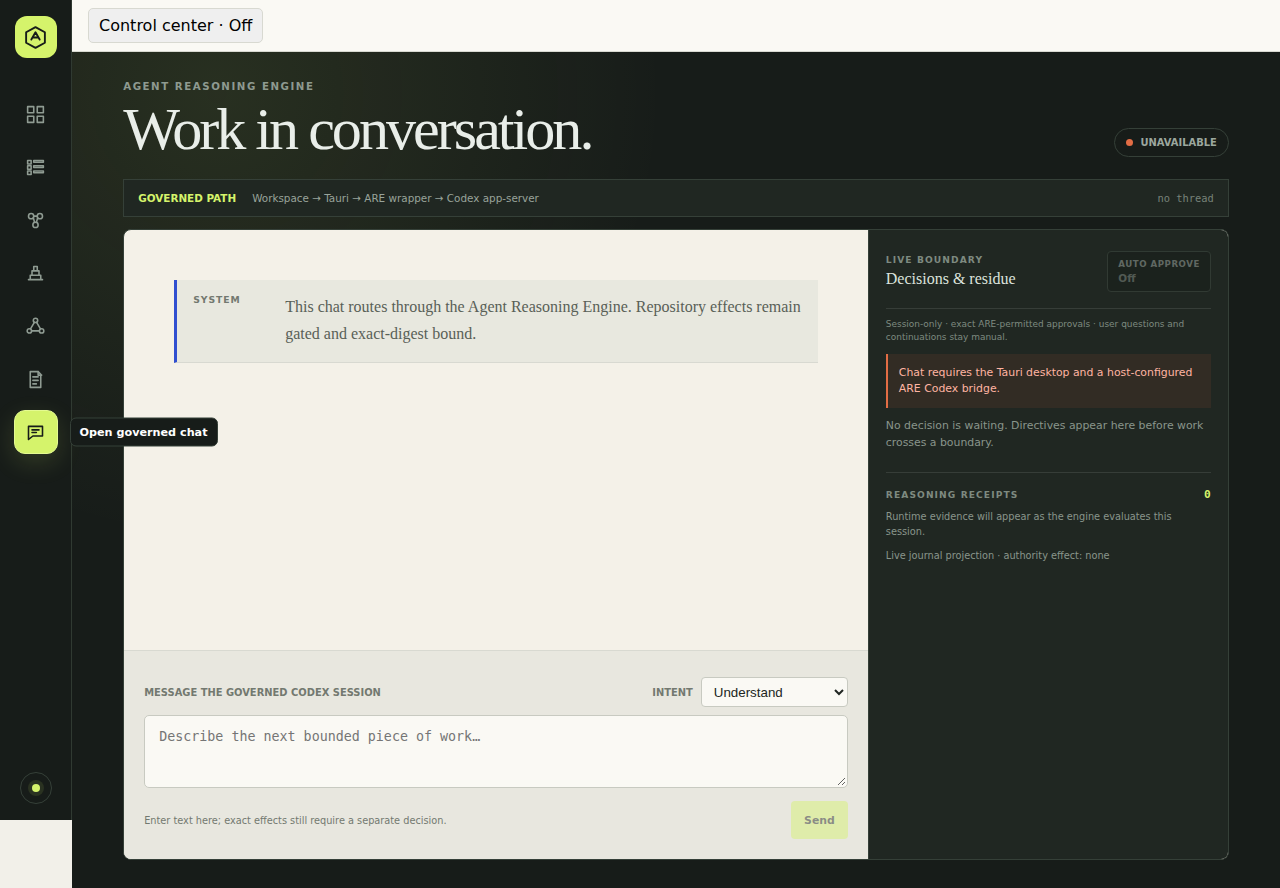 Control center · Off
AGENT REASONING ENGINE
Work in conversation.
UNAVAILABLE
GOVERNED PATH Workspace → Tauri → ARE wrapper → Codex app-server no thread
SYSTEM
This chat routes through the Agent Reasoning Engine. Repository effects remain
gated and exact-digest bound.
Open governed chat
MESSAGE THE GOVERNED CODEX SESSION
INTENT Understand
Describe the next bounded piece of work…
Enter text here; exact effects still require a separate decision.
Send
LIVE BOUNDARY
Decisions & residue
AUTO APPROVE
Off
Session-only · exact ARE-permitted approvals · user questions and
continuations stay manual.
Chat requires the Tauri desktop and a host-configured
ARE Codex bridge.
No decision is waiting. Directives appear here before work
crosses a boundary.
REASONING RECEIPTS 0
Runtime evidence will appear as the engine evaluates this
session.
Live journal projection · authority effect: none